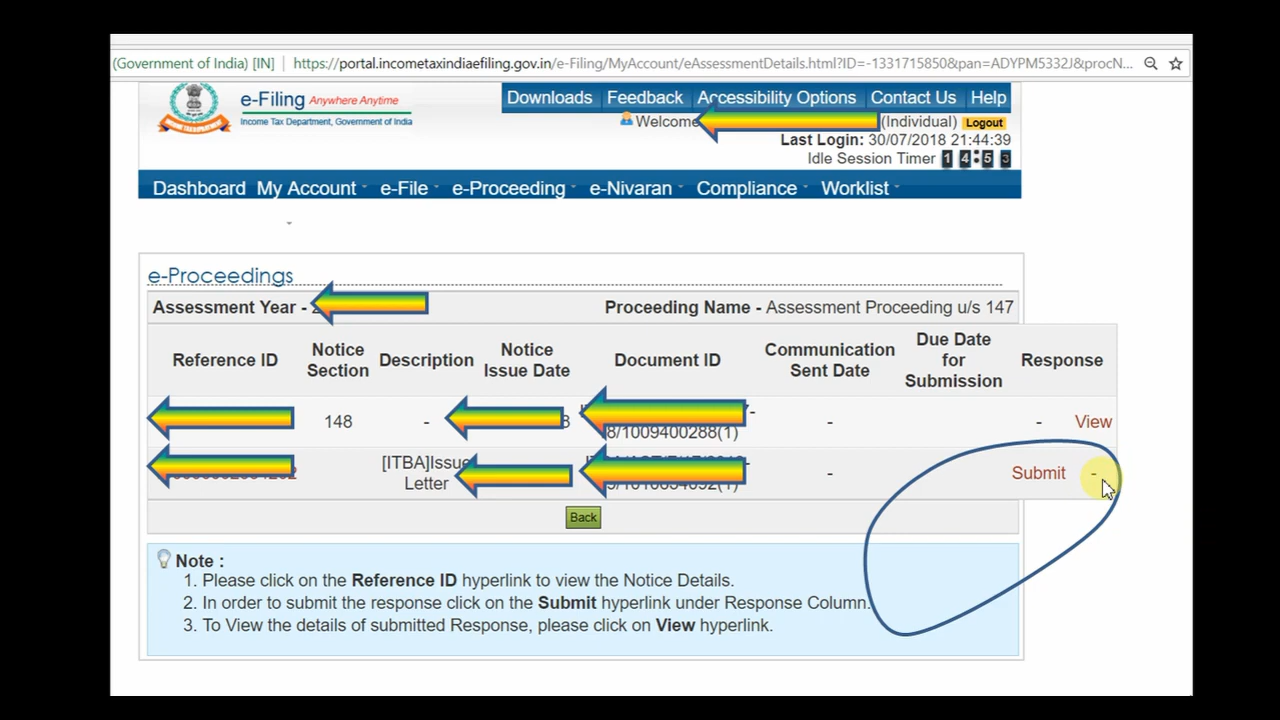 (Government of India) [IN] | https://portal.incometaxindiaefiling.gov.in/e-Filing/MyAccount/eAssessmentDetails.html?ID=-1331715850&pan=ADYPM5332J&procN...
e-Filing Anywhere Anytime
Income Tax Department, Government of India
Downloads Feedback Accessibility Options Contact Us Help
Welcome (Individual) Logout
Last Login: 30/07/2018 21:44:39
Idle Session Timer 1 4 : 5 3
Dashboard My Account e-File e-Proceeding e-Nivaran Compliance Worklist
e-Proceedings
Assessment Year - Proceeding Name - Assessment Proceeding u/s 147
Reference ID Notice Section Description Notice Issue Date Document ID Communication Sent Date Due Date for Submission Response
148 - 8/1009400288(1) - - View
[ITBA]Issue Letter - Submit -
Back
Note :
1. Please click on the Reference ID hyperlink to view the Notice Details.
2. In order to submit the response click on the Submit hyperlink under Response Column.
3. To View the details of submitted Response, please click on View hyperlink.